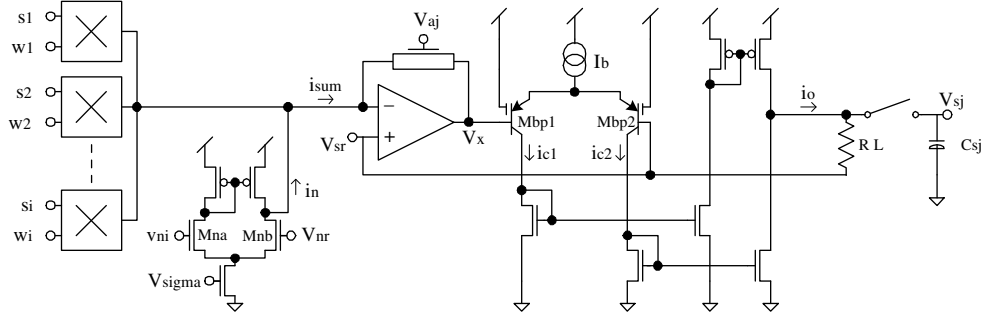 s1
w1
s2
w2
si
wi
vni
Mna
Mnb
Vnr
Vsigma
in
isum
Vaj
Vsr
Vx
Ib
Mbp1
Mbp2
ic1
ic2
io
R L
Vsj
Csj
−
+